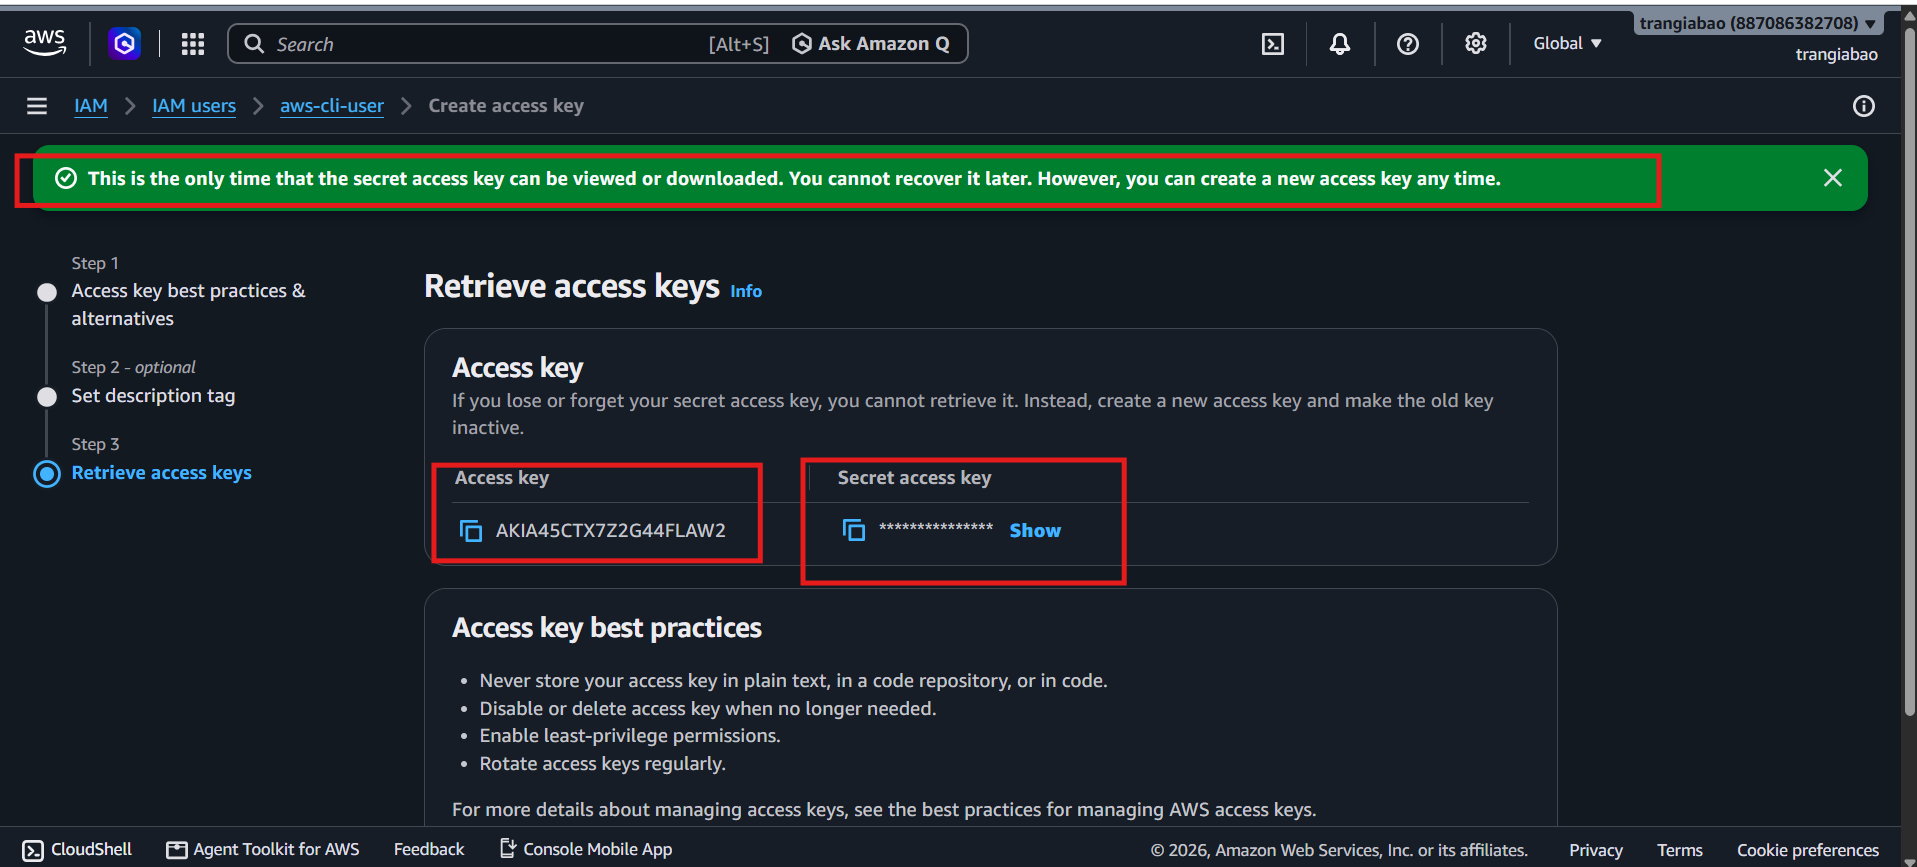 aws
Search
[Alt+S]
Ask Amazon Q
Global
trangiabao (887086382708)
trangiabao
IAM
IAM users
aws-cli-user
Create access key
This is the only time that the secret access key can be viewed or downloaded. You cannot recover it later. However, you can create a new access key any time.
Step 1
Access key best practices &
alternatives
Step 2 - optional
Set description tag
Step 3
Retrieve access keys
Retrieve access keys Info
Access key
If you lose or forget your secret access key, you cannot retrieve it. Instead, create a new access key and make the old key
inactive.
Access key
Secret access key
AKIA45CTX7Z2G44FLAW2
*************** Show
Access key best practices
• Never store your access key in plain text, in a code repository, or in code.
• Disable or delete access key when no longer needed.
• Enable least-privilege permissions.
• Rotate access keys regularly.
For more details about managing access keys, see the best practices for managing AWS access keys.
CloudShell
Agent Toolkit for AWS
Feedback
Console Mobile App
© 2026, Amazon Web Services, Inc. or its affiliates.
Privacy
Terms
Cookie preferences